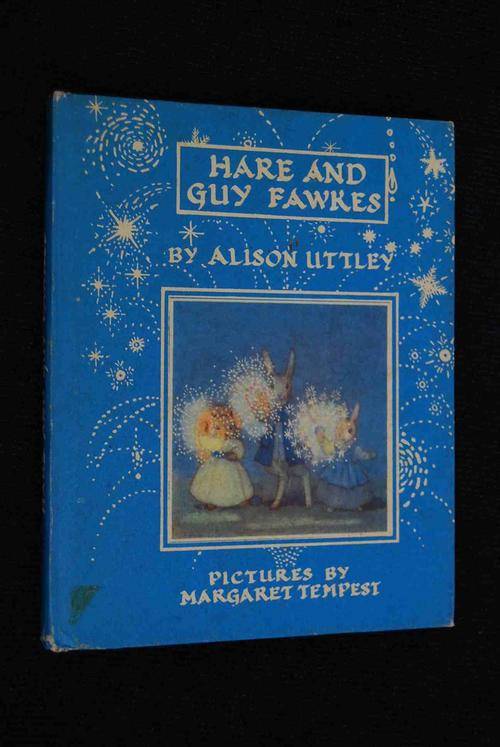 HARE AND
GUY FAWKES
BY ALISON UTTLEY
PICTURES BY
MARGARET TEMPEST